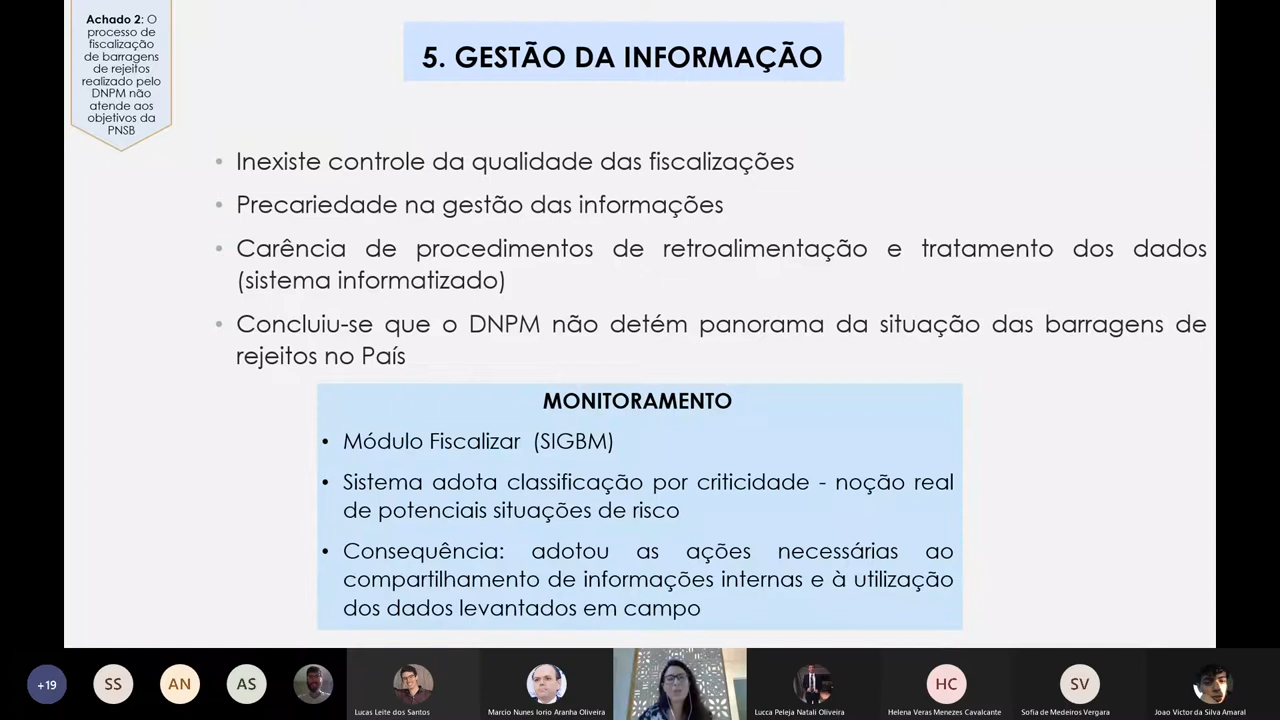 Achado 2: O
processo de
fiscalização
de barragens
de rejeitos
realizado pelo
DNPM não
atende aos
objetivos da
PNSB
5. GESTÃO DA INFORMAÇÃO
• Inexiste controle da qualidade das fiscalizações
• Precariedade na gestão das informações
• Carência de procedimentos de retroalimentação e tratamento dos dados
(sistema informatizado)
• Concluiu-se que o DNPM não detém panorama da situação das barragens de
rejeitos no País
MONITORAMENTO
• Módulo Fiscalizar (SIGBM)
• Sistema adota classificação por criticidade - noção real
de potenciais situações de risco
• Consequência: adotou as ações necessárias ao
compartilhamento de informações internas e à utilização
dos dados levantados em campo
+19
SS
AN
AS
Lucas Leite dos Santos
Marcio Nunes Iorio Aranha Oliveira
Lucca Peleja Natali Oliveira
HC
Helena Veras Menezes Cavalcante
SV
Sofia de Medeiros Vergara
Joao Victor da Silva Amaral